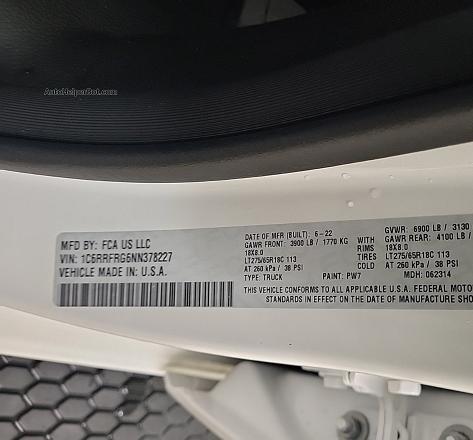 AutoHelperBot.com
MFD BY: FCA US LLC
VIN: 1C6RRFRG6NN378227
VEHICLE MADE IN U.S.A.
DATE OF MFR (BUILT): 6-22
GAWR FRONT: 3900 LB / 1770 KG
18X8.0
LT275/65R18C 113
AT 260 kPa / 38 PSI
TYPE: TRUCK PAINT: PW7
GVWR: 6900 LB / 3130
WITH GAWR REAR: 4100 LB /
RIMS 18X8.0
TIRES LT275/65R18C 113
COLD AT 260 kPa / 38 PSI
MDH: 062314
THIS VEHICLE CONFORMS TO ALL APPLICABLE U.S.A. FEDERAL MOTOR
STANDARDS IN EFFECT ON THE DATE OF MANUFACTURE SHO